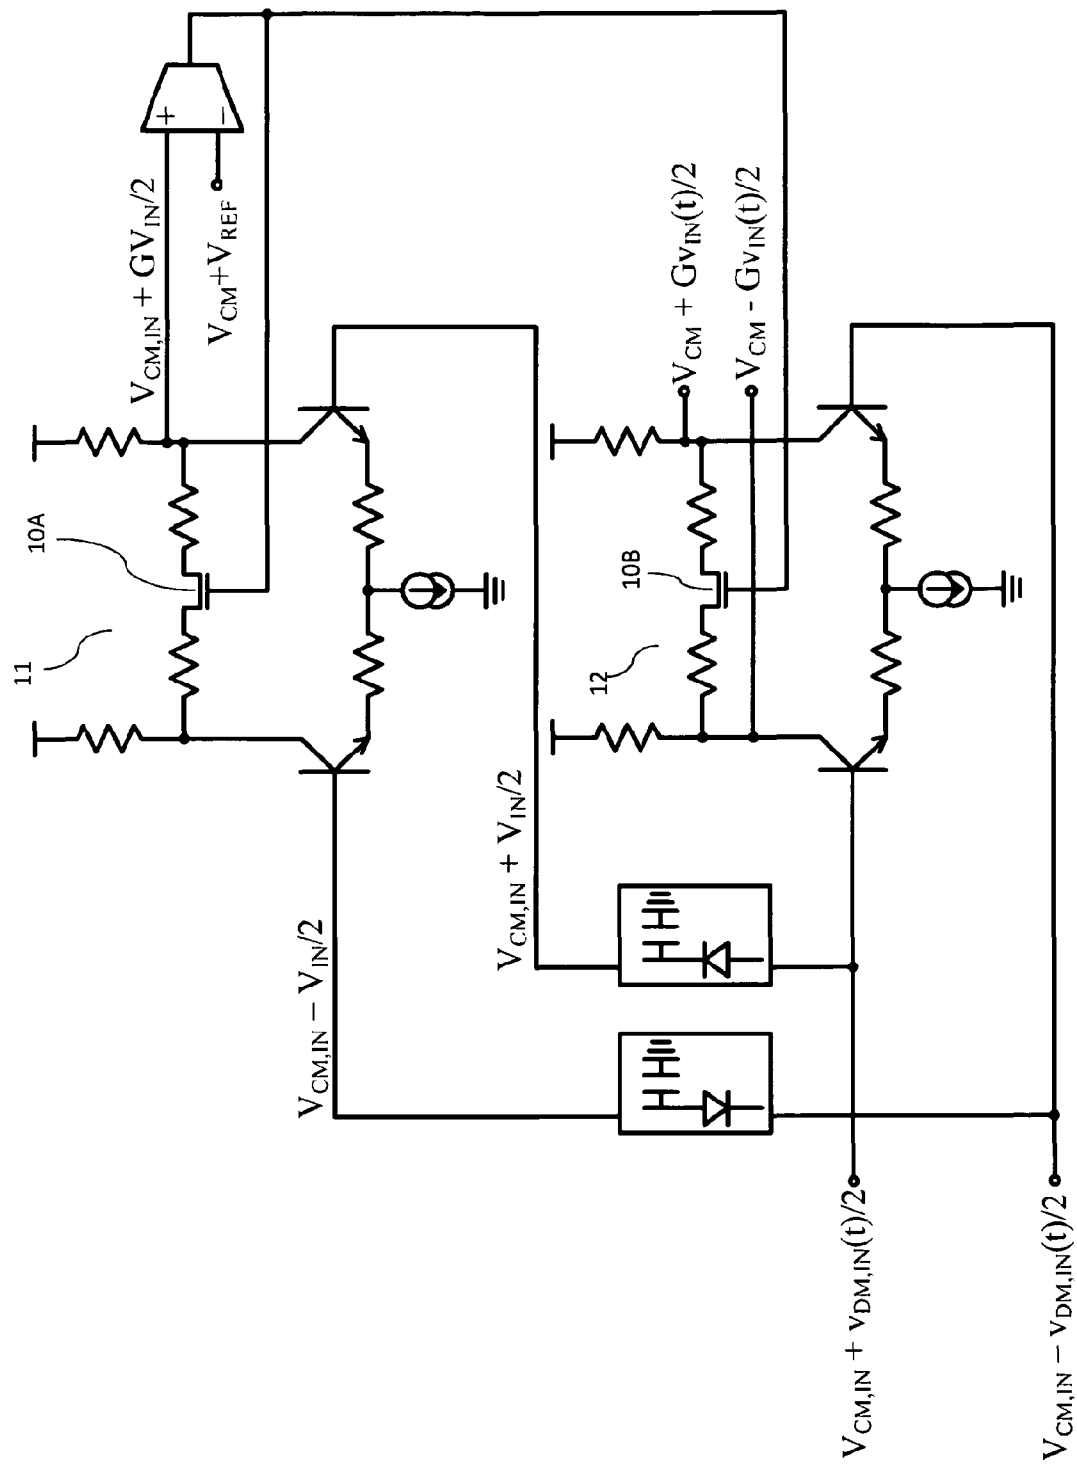 11
10A
V_CM,IN + GV_IN/2
V_CM+V_REF
+
−
V_CM,IN − V_IN/2
V_CM,IN + V_IN/2
12
10B
V_CM + Gv_IN(t)/2
V_CM - Gv_IN(t)/2
V_CM,IN + v_DM,IN(t)/2
V_CM,IN − v_DM,IN(t)/2